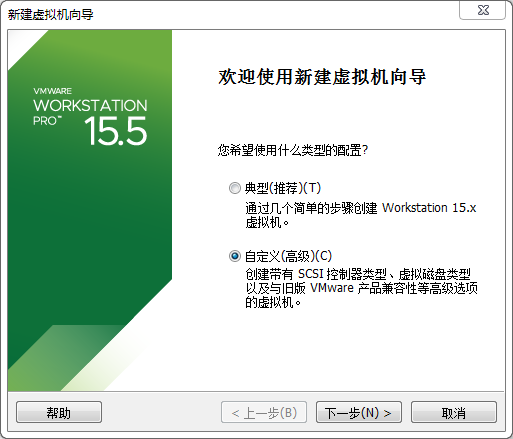 新建虚拟机向导
VMWARE
WORKSTATION
PRO™
15.5
欢迎使用新建虚拟机向导
您希望使用什么类型的配置?
典型(推荐)(T)
通过几个简单的步骤创建 Workstation 15.x
虚拟机。
自定义(高级)(C)
创建带有 SCSI 控制器类型、虚拟磁盘类型
以及与旧版 VMware 产品兼容性等高级选项
的虚拟机。
帮助
< 上一步(B)
下一步(N) >
取消